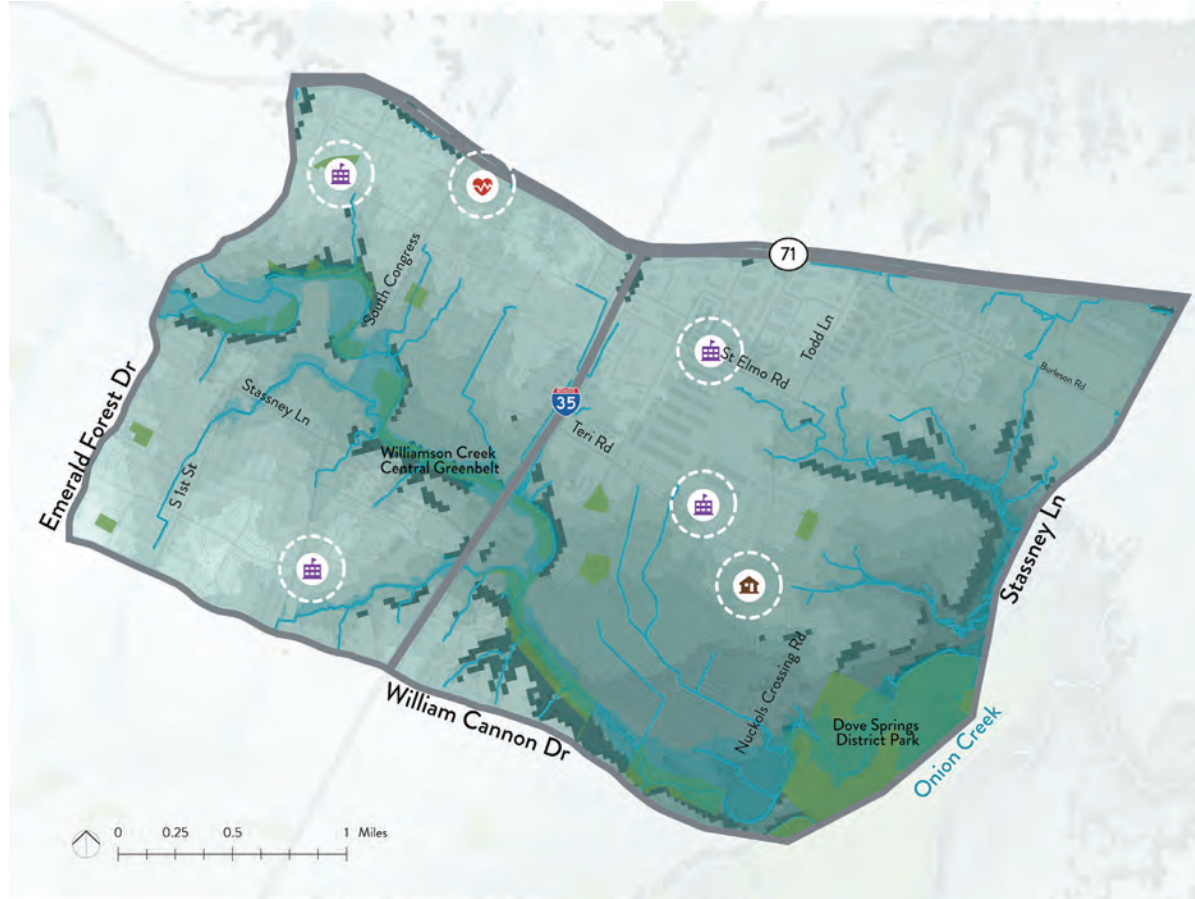 71
South Congress
Todd Ln
St Elmo Rd
Burleson Rd
Emerald Forest Dr
Stassney Ln
35
Teri Rd
Williamson Creek
Central Greenbelt
S 1st St
Stassney Ln
Nuckols Crossing Rd
William Cannon Dr
Dove Springs
District Park
Onion Creek
0 0.25 0.5 1 Miles